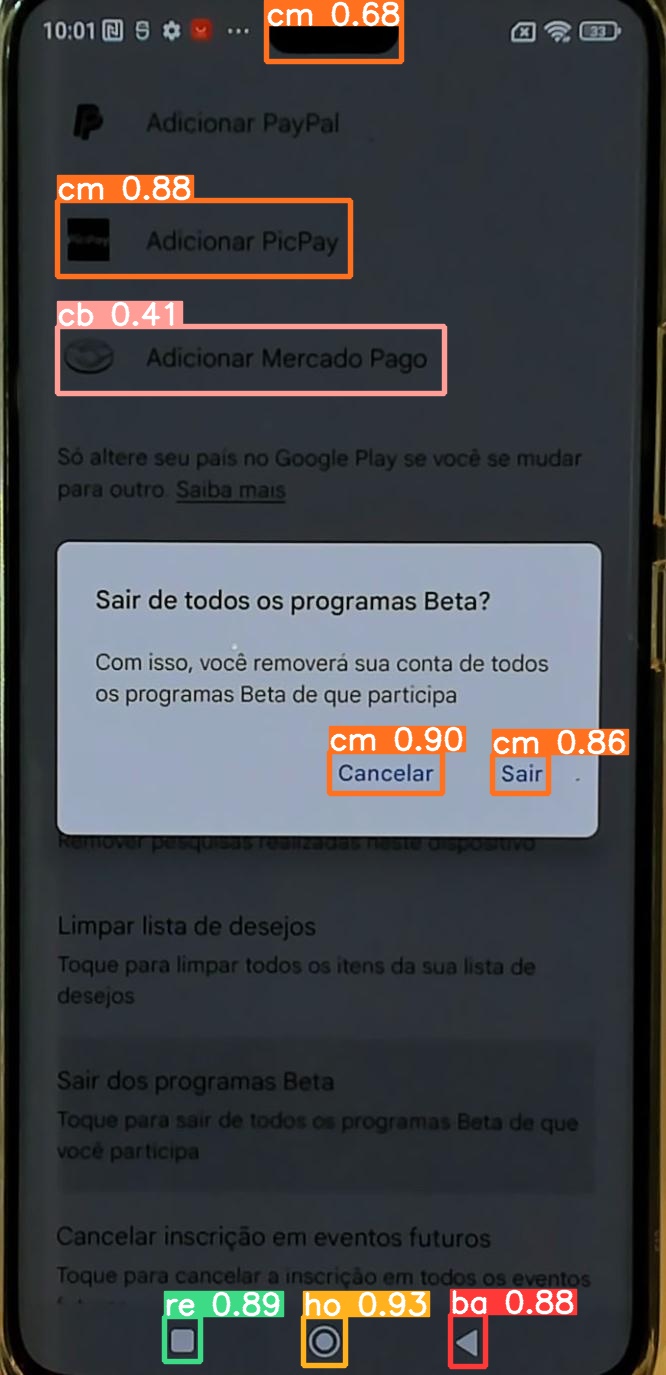 cm 0.68
10:01
33
Adicionar PayPal
cm 0.88
PicPay
Adicionar PicPay
cb 0.41
Adicionar Mercado Pago
Só altere seu país no Google Play se você se mudar
para outro. Saiba mais
Sair de todos os programas Beta?
Com isso, você removerá sua conta de todos
os programas Beta de que participa
cm 0.90
cm 0.86
Cancelar
Sair
Remover pesquisas realizadas neste dispositivo
Limpar lista de desejos
Toque para limpar todos os itens da sua lista de
desejos
Sair dos programas Beta
Toque para sair de todos os programas Beta de que
você participa
Cancelar inscrição em eventos futuros
Toque para cancelar a inscrição em todos os eventos
re 0.89
ho 0.93
ba 0.88